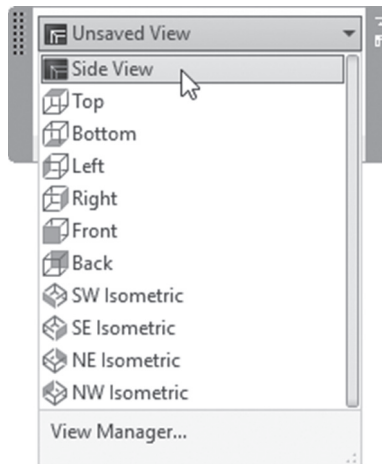 Unsaved View
Side View
Top
Bottom
Left
Right
Front
Back
SW Isometric
SE Isometric
NE Isometric
NW Isometric
View Manager...